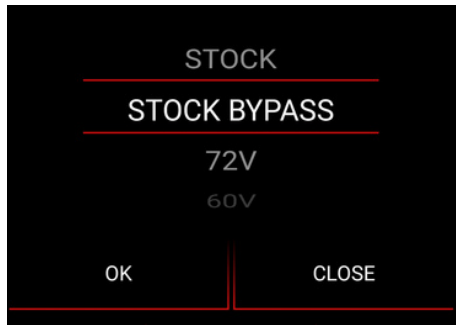 STOCK
STOCK BYPASS
72V
60V
OK
CLOSE